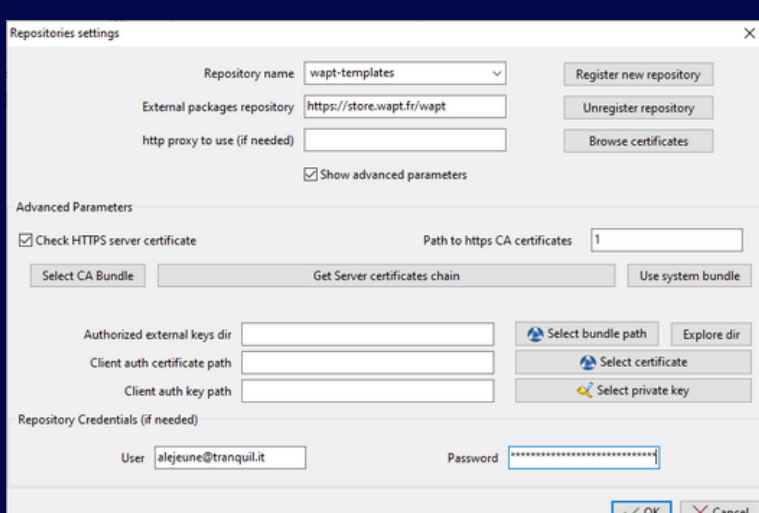 Repositories settings
Repository name wapt-templates Register new repository
External packages repository https://store.wapt.fr/wapt Unregister repository
http proxy to use (if needed) Browse certificates
Show advanced parameters
Advanced Parameters
Check HTTPS server certificate Path to https CA certificates 1
Select CA Bundle Get Server certificates chain Use system bundle
Authorized external keys dir Select bundle path Explore dir
Client auth certificate path Select certificate
Client auth key path Select private key
Repository Credentials (if needed)
User alejeune@tranquil.it Password *****************************
OK Cancel